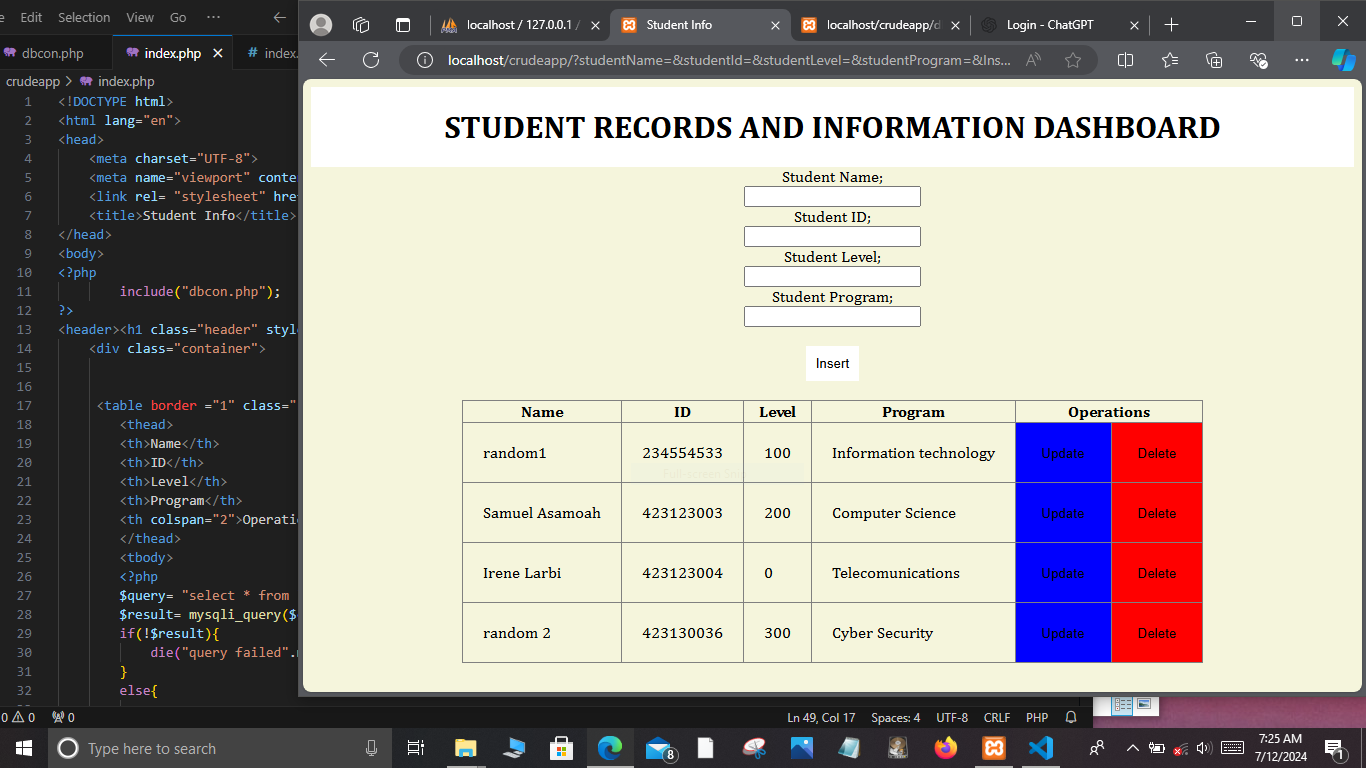 Edit Selection View Go ···
dbcon.php index.php # index.
crudeapp > index.php
1 <!DOCTYPE html>
2 <html lang="en">
3 <head>
4 <meta charset="UTF-8">
5 <meta name="viewport" conte
6 <link rel= "stylesheet" hre
7 <title>Student Info</title>
8 </head>
9 <body>
10 <?php
11 include("dbcon.php");
12 ?>
13 <header><h1 class="header" styl
14 <div class="container">
15
16
17 <table border ="1" class="
18 <thead>
19 <th>Name</th>
20 <th>ID</th>
21 <th>Level</th>
22 <th>Program</th>
23 <th colspan="2">Operati
24 </thead>
25 <tbody>
26 <?php
27 $query= "select * from
28 $result= mysqli_query($
29 if(!$result){
30 die("query failed".
31 }
32 else{
localhost / 127.0.0.1 / Student Info localhost/crudeapp/d Login - ChatGPT
localhost/crudeapp/?studentName=&studentId=&studentLevel=&studentProgram=&Ins...
STUDENT RECORDS AND INFORMATION DASHBOARD
Student Name;
Student ID;
Student Level;
Student Program;
Insert
Name ID Level Program Operations
random1 234554533 100 Information technology Update Delete
Samuel Asamoah 423123003 200 Computer Science Update Delete
Irene Larbi 423123004 0 Telecomunications Update Delete
random 2 423130036 300 Cyber Security Update Delete
0 0 0 Ln 49, Col 17 Spaces: 4 UTF-8 CRLF PHP
Type here to search 8 7:25 AM
7/12/2024 1